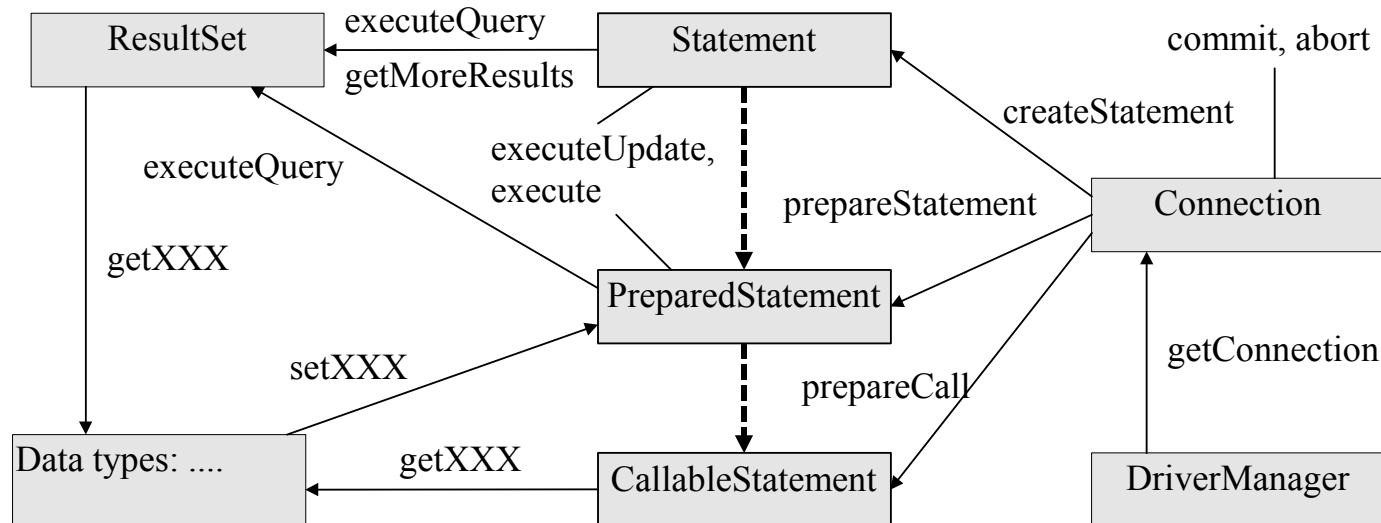 ResultSet
executeQuery
getMoreResults
Statement
commit, abort
createStatement
executeQuery
executeUpdate,
execute
prepareStatement
Connection
getXXX
PreparedStatement
setXXX
getConnection
prepareCall
Data types: ....
getXXX
CallableStatement
DriverManager